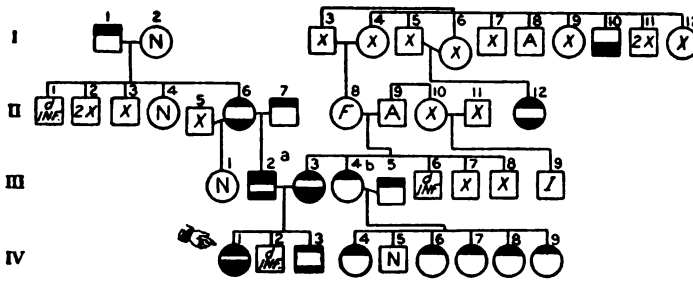 1 2 3 4 5 6 7 8 9 10 11 12
I N X X X X X A X 2X X
1 2 3 4 5 6 7 8 9 10 11 12
II d INF. 2X X N X F A X X
1 2 a 3 4 b 5 6 7 8 9
III N d INF. X X I
1 2 3 4 5 6 7 8 9
IV d INF. N